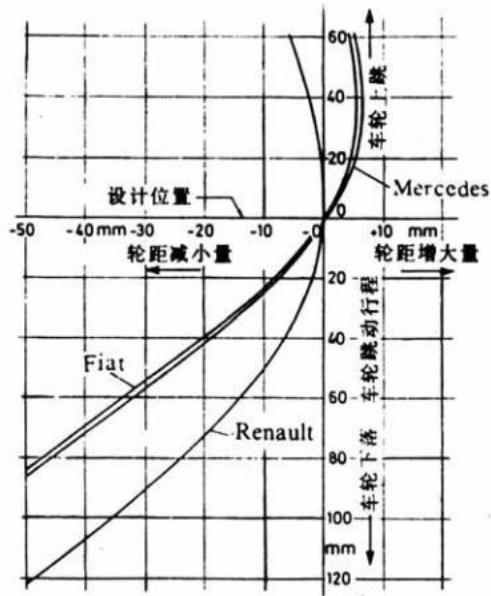 60
车轮上跳
40
20
Mercedes
设计位置
0
-50 -40 mm -30 -20 -10 -0 +10 mm
轮距减小量
轮距增大量
20
车轮跳动行程
40
Fiat
60
Renault
80
车轮下落
100
mm
120